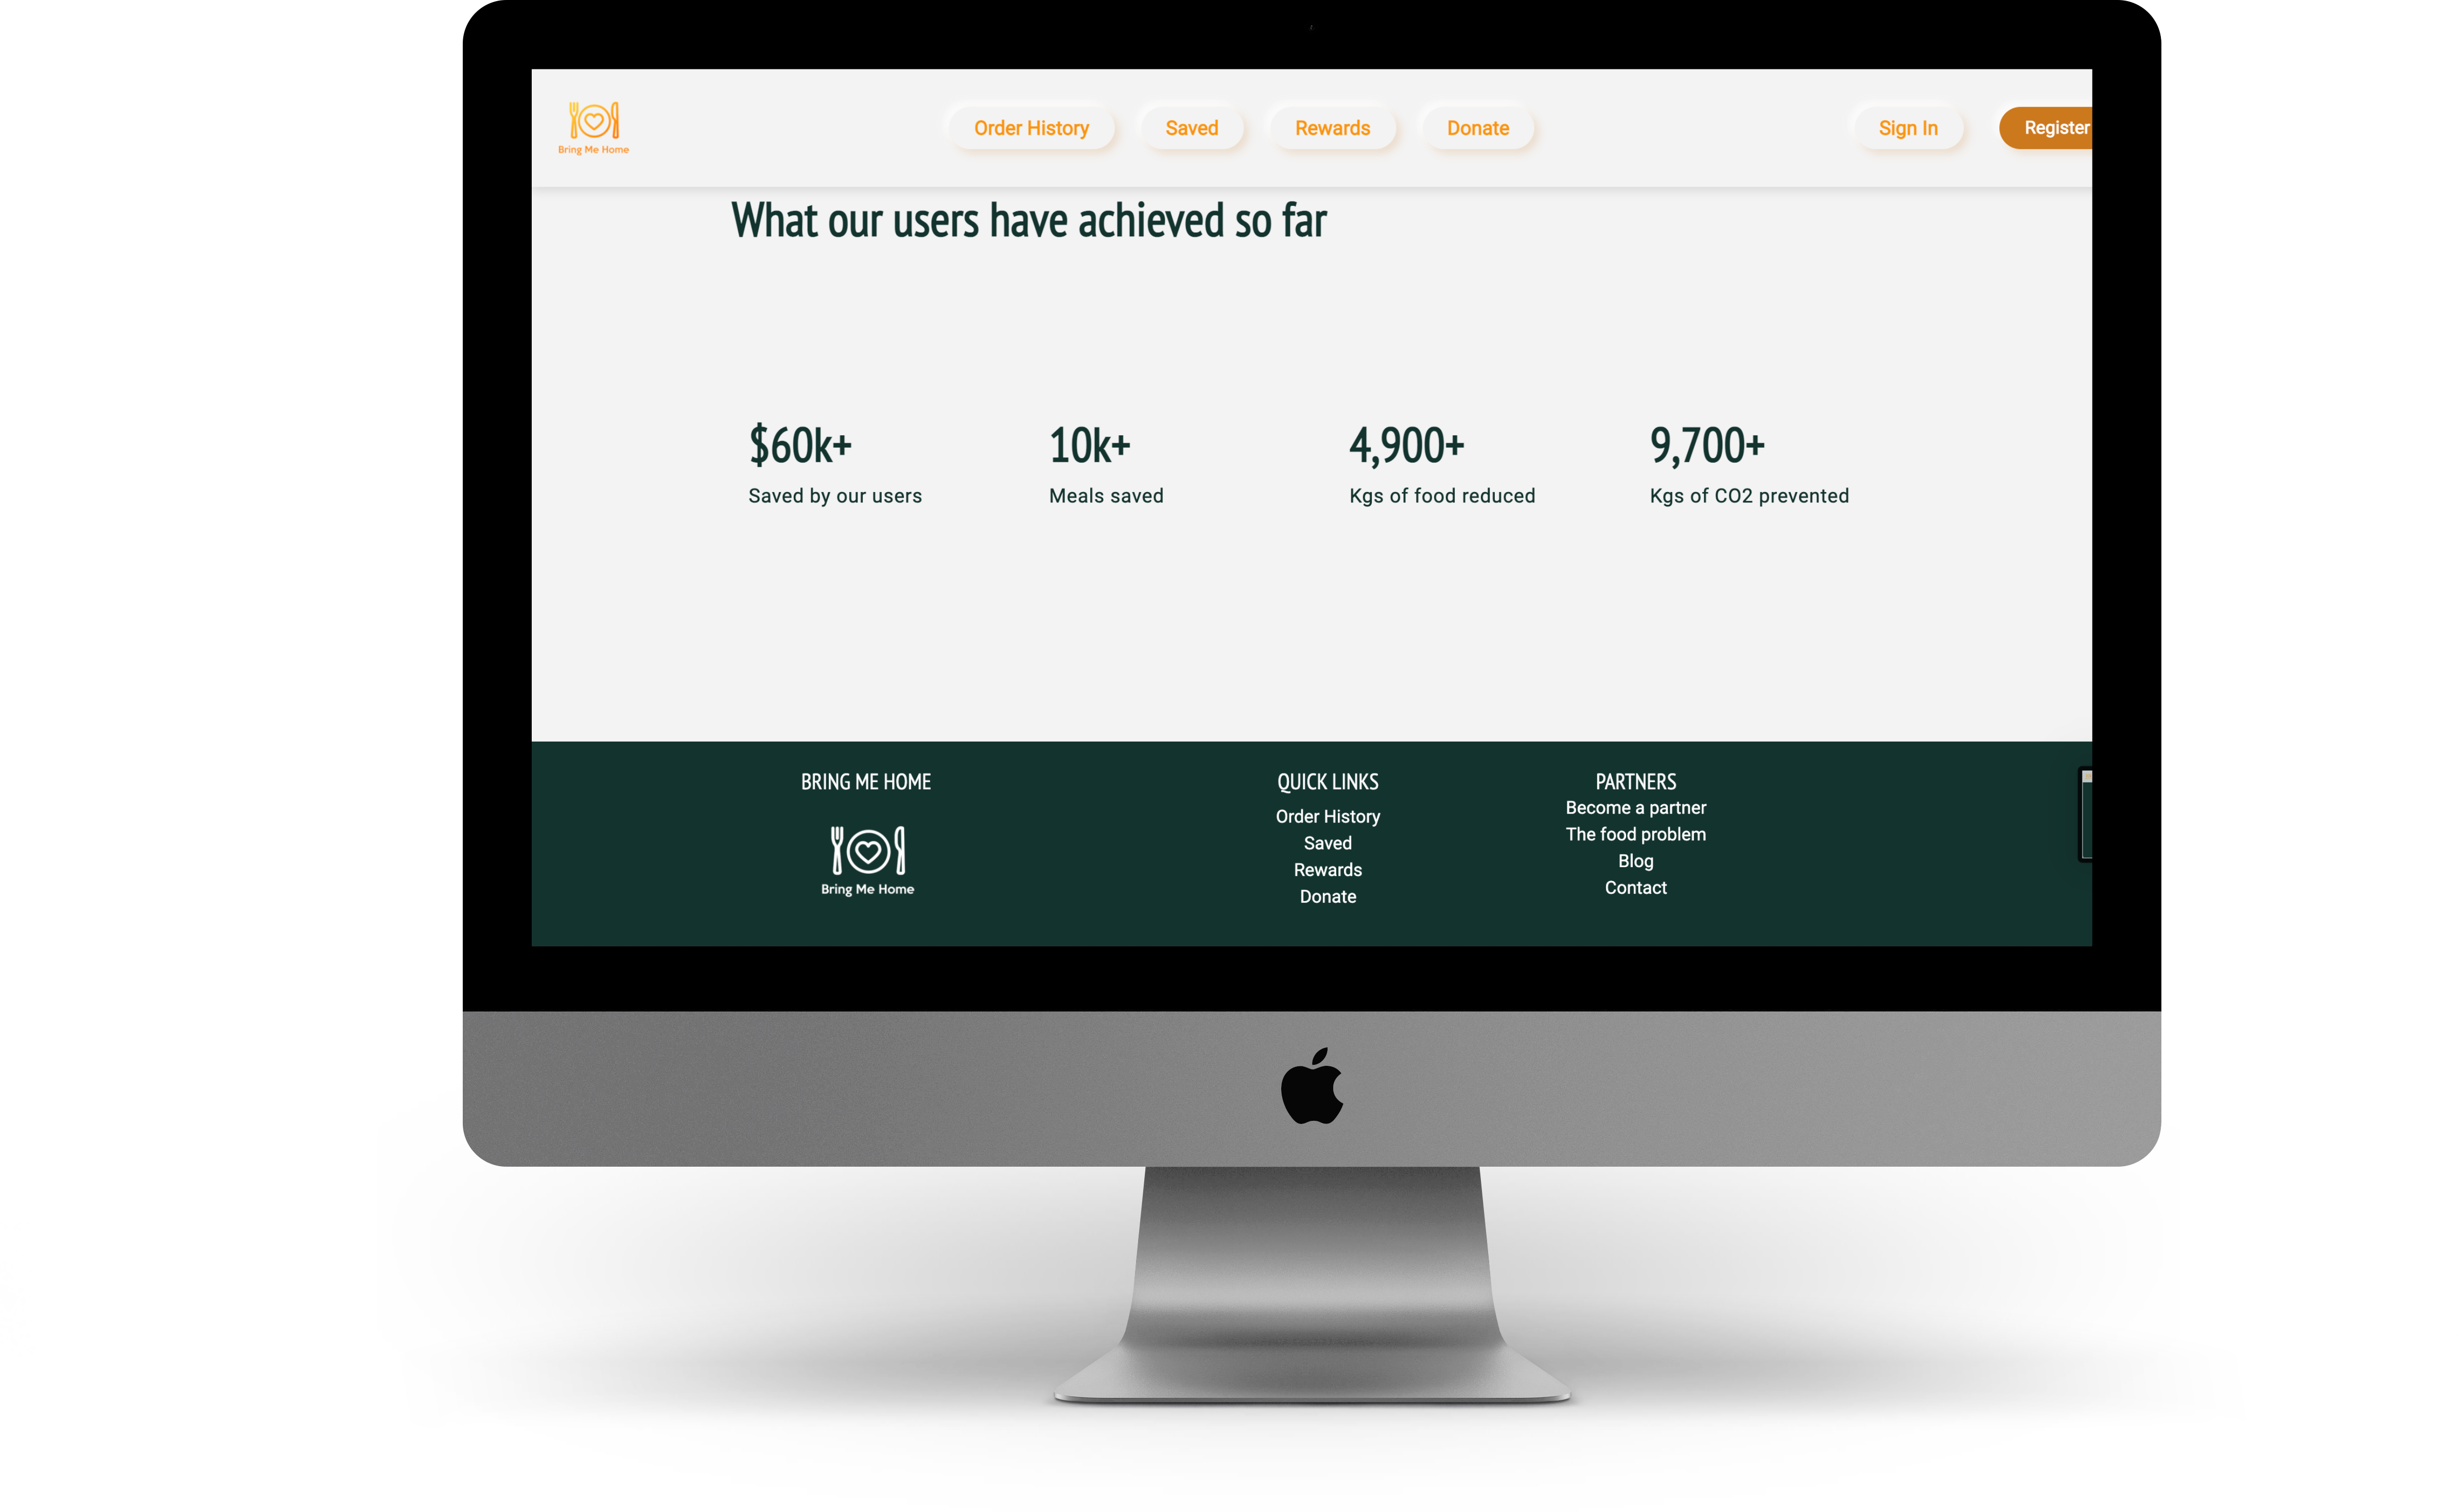 Bring Me Home
Order History
Saved
Rewards
Donate
Sign In
Register
What our users have achieved so far
$60k+
Saved by our users
10k+
Meals saved
4,900+
Kgs of food reduced
9,700+
Kgs of CO2 prevented
BRING ME HOME
Bring Me Home
QUICK LINKS
Order History
Saved
Rewards
Donate
PARTNERS
Become a partner
The food problem
Blog
Contact